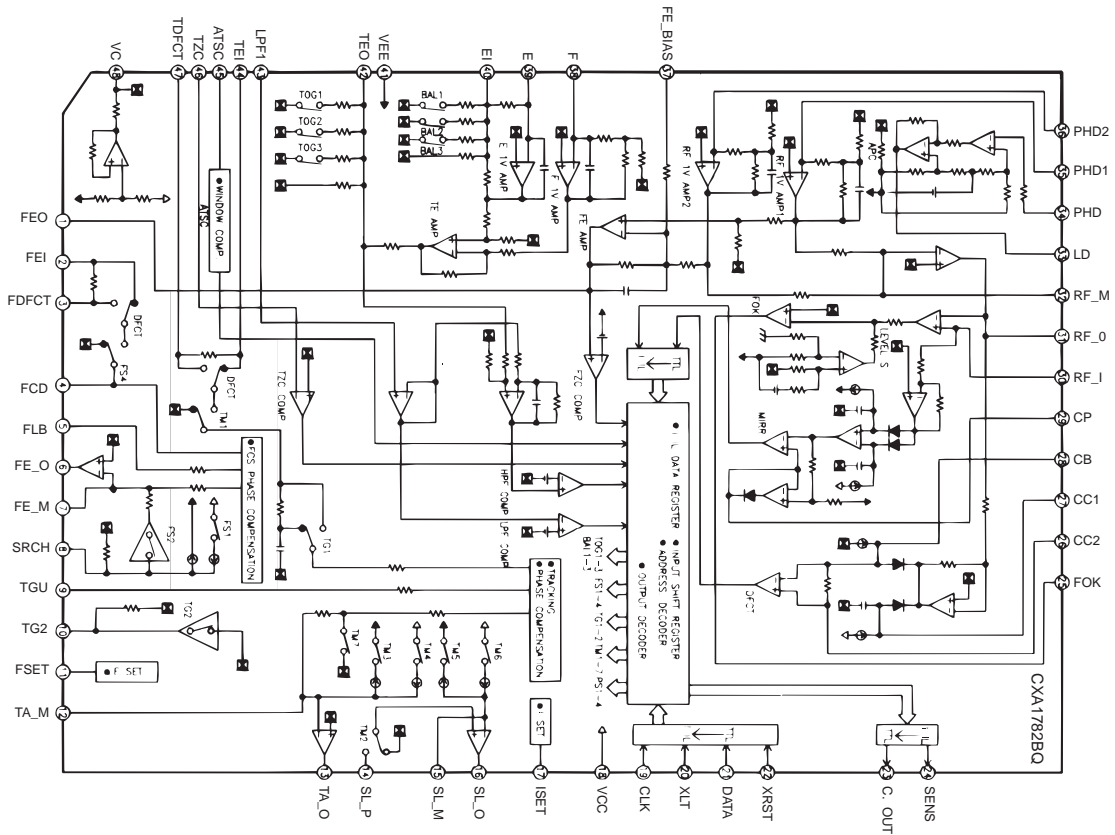 VC
TDFCT
TZC
ATSC
TEI
LPF1
TEO
VEE
EI
E
F
FE_BIAS
48
47
46
45
44
43
42
41
40
39
38
37
TOG1
TOG2
TOG3
BAL1
BAL2
BAL3
E I V AMP
F I V AMP
RF I V AMP2
RF I V AMP1
APC
WINDOW COMP
ATSC
TE AMP
FE AMP
36 PHD2
35 PHD1
34 PHD
33 LD
32 RF_M
31 RF_0
30 RF_I
29 CP
28 CB
27 CC1
26 CC2
25 FOK
FEO 1
FEI 2
FDFCT 3
FCD 4
FLB 5
FE_O 6
FE_M 7
SRCH 8
TGU 9
TG2 10
FSET 11
TA_M 12
DFCT
FS4
DFCT
TM1
TZC COMP
FZC COMP
HPF COMP
LPF COMP
FOK
LEVEL S
MIRR
DFCT
FCS PHASE COMPENSATION
FS2
FS1
TG1
TG2
F SET
TRACKING
PHASE COMPENSATION
TM7
TM3
TM4
TM5
TM6
TM2
TTL
IIL
IIL DATA REGISTER
INPUT SHIFT REGISTER
ADDRESS DECODER
OUTPUT DECODER
TOG1-3 FS1-4 TG1-2 TM1-7 PS1-4
BAL1-3
SET
CXA1782BQ
13
14
15
16
17
18
19
20
21
22
23
24
TA_O
SL_P
SL_M
SL_O
ISET
VCC
CLK
XLT
DATA
XRST
C. OUT
SENS